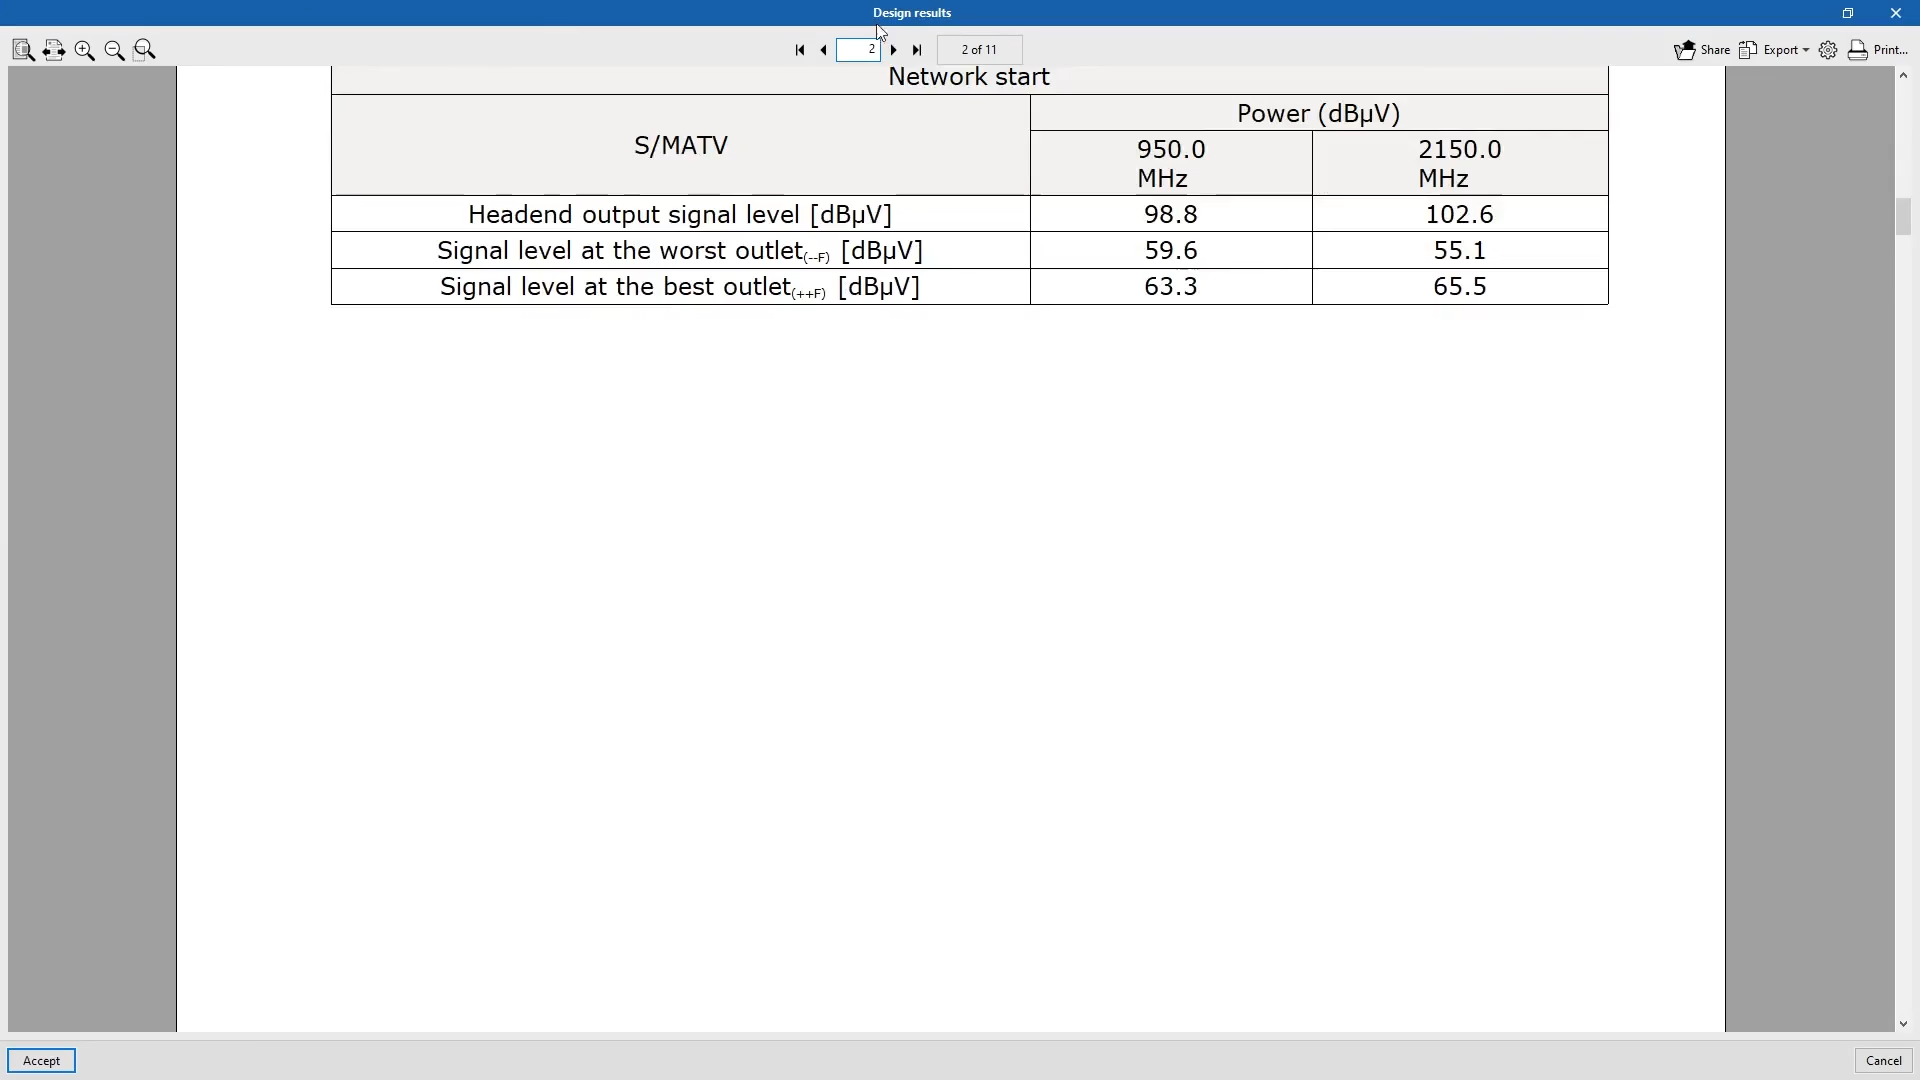 Design results
2
2 of 11
Share
Export
Print...
Network start
S/MATV
Power (dBµV)
950.0
MHz
2150.0
MHz
Headend output signal level [dBµV]
98.8
102.6
Signal level at the worst outlet(--F) [dBµV]
59.6
55.1
Signal level at the best outlet(++F) [dBµV]
63.3
65.5
Accept
Cancel